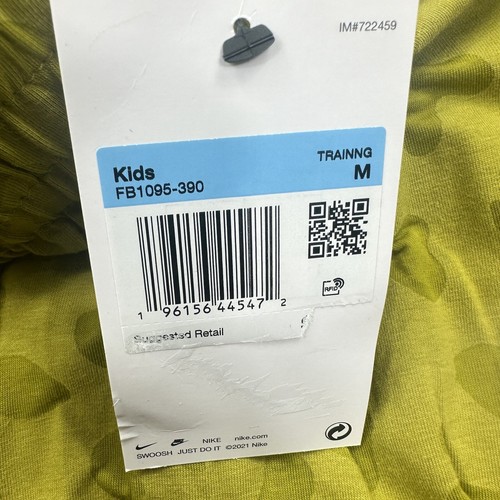 IM#722459
Kids TRAINNG
FB1095-390 M
1 96156 44547 2
RFID
Suggested Retail
NIKE nike.com
SWOOSH JUST DO IT ©2021 Nike